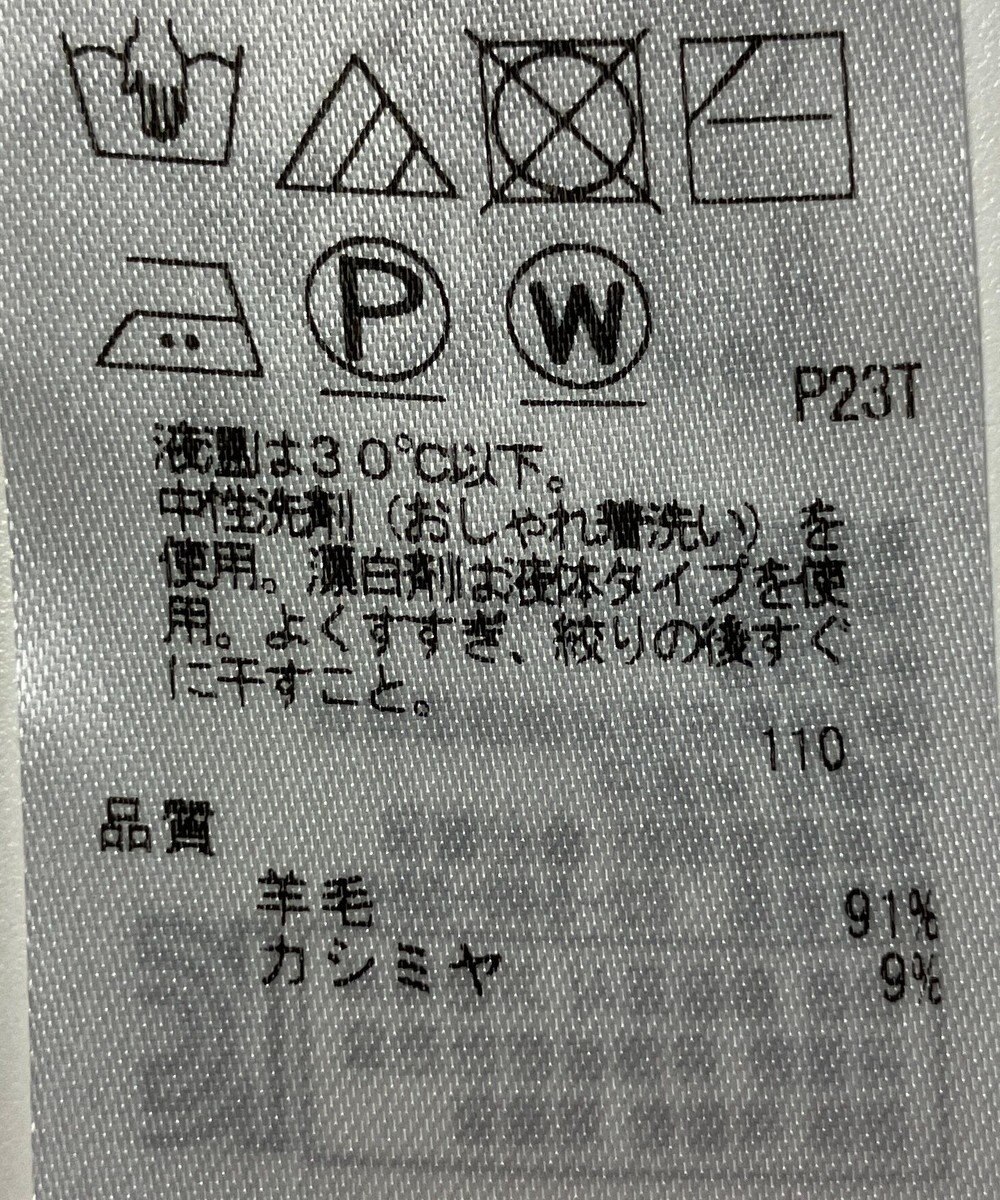 P
W
P23T
液温は30℃以下。
中性洗剤(おしゃれ着洗い)を
使用。漂白剤は液体タイプを使
用。よくすすぎ、絞りの後すぐ
に干すこと。
110
品質
羊毛 91%
カシミヤ 9%